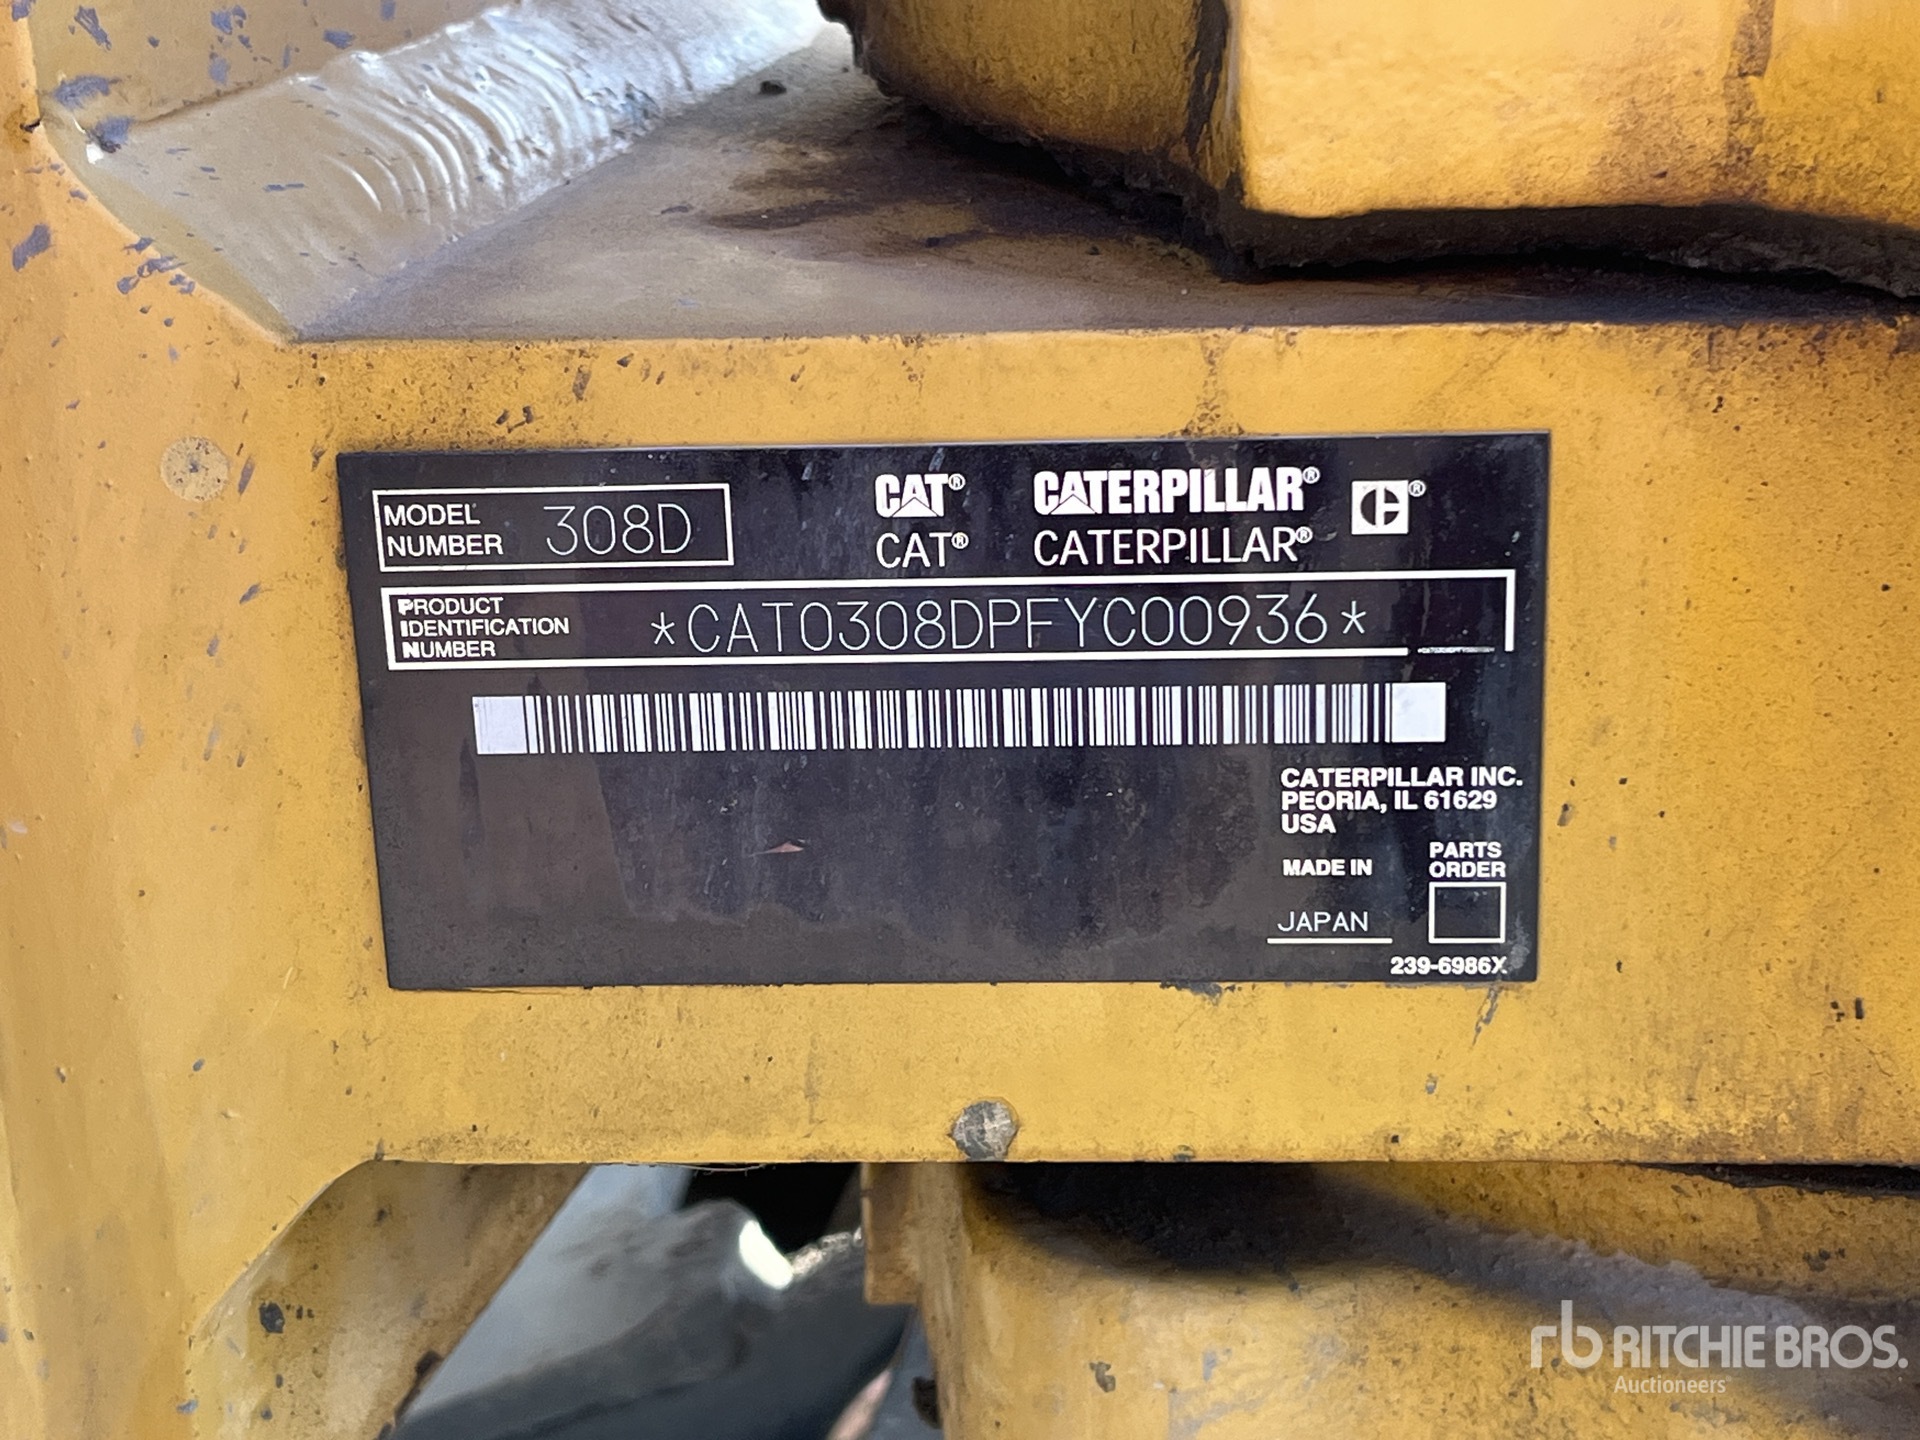 MODEL
NUMBER 308D
CAT® CATERPILLAR® C®
CAT® CATERPILLAR®
PRODUCT
IDENTIFICATION
NUMBER
*CAT0308DPFYC00936*
CATERPILLAR INC.
PEORIA, IL 61629
USA
MADE IN
JAPAN
PARTS
ORDER
239-6986X
rb RITCHIE BROS.
Auctioneers